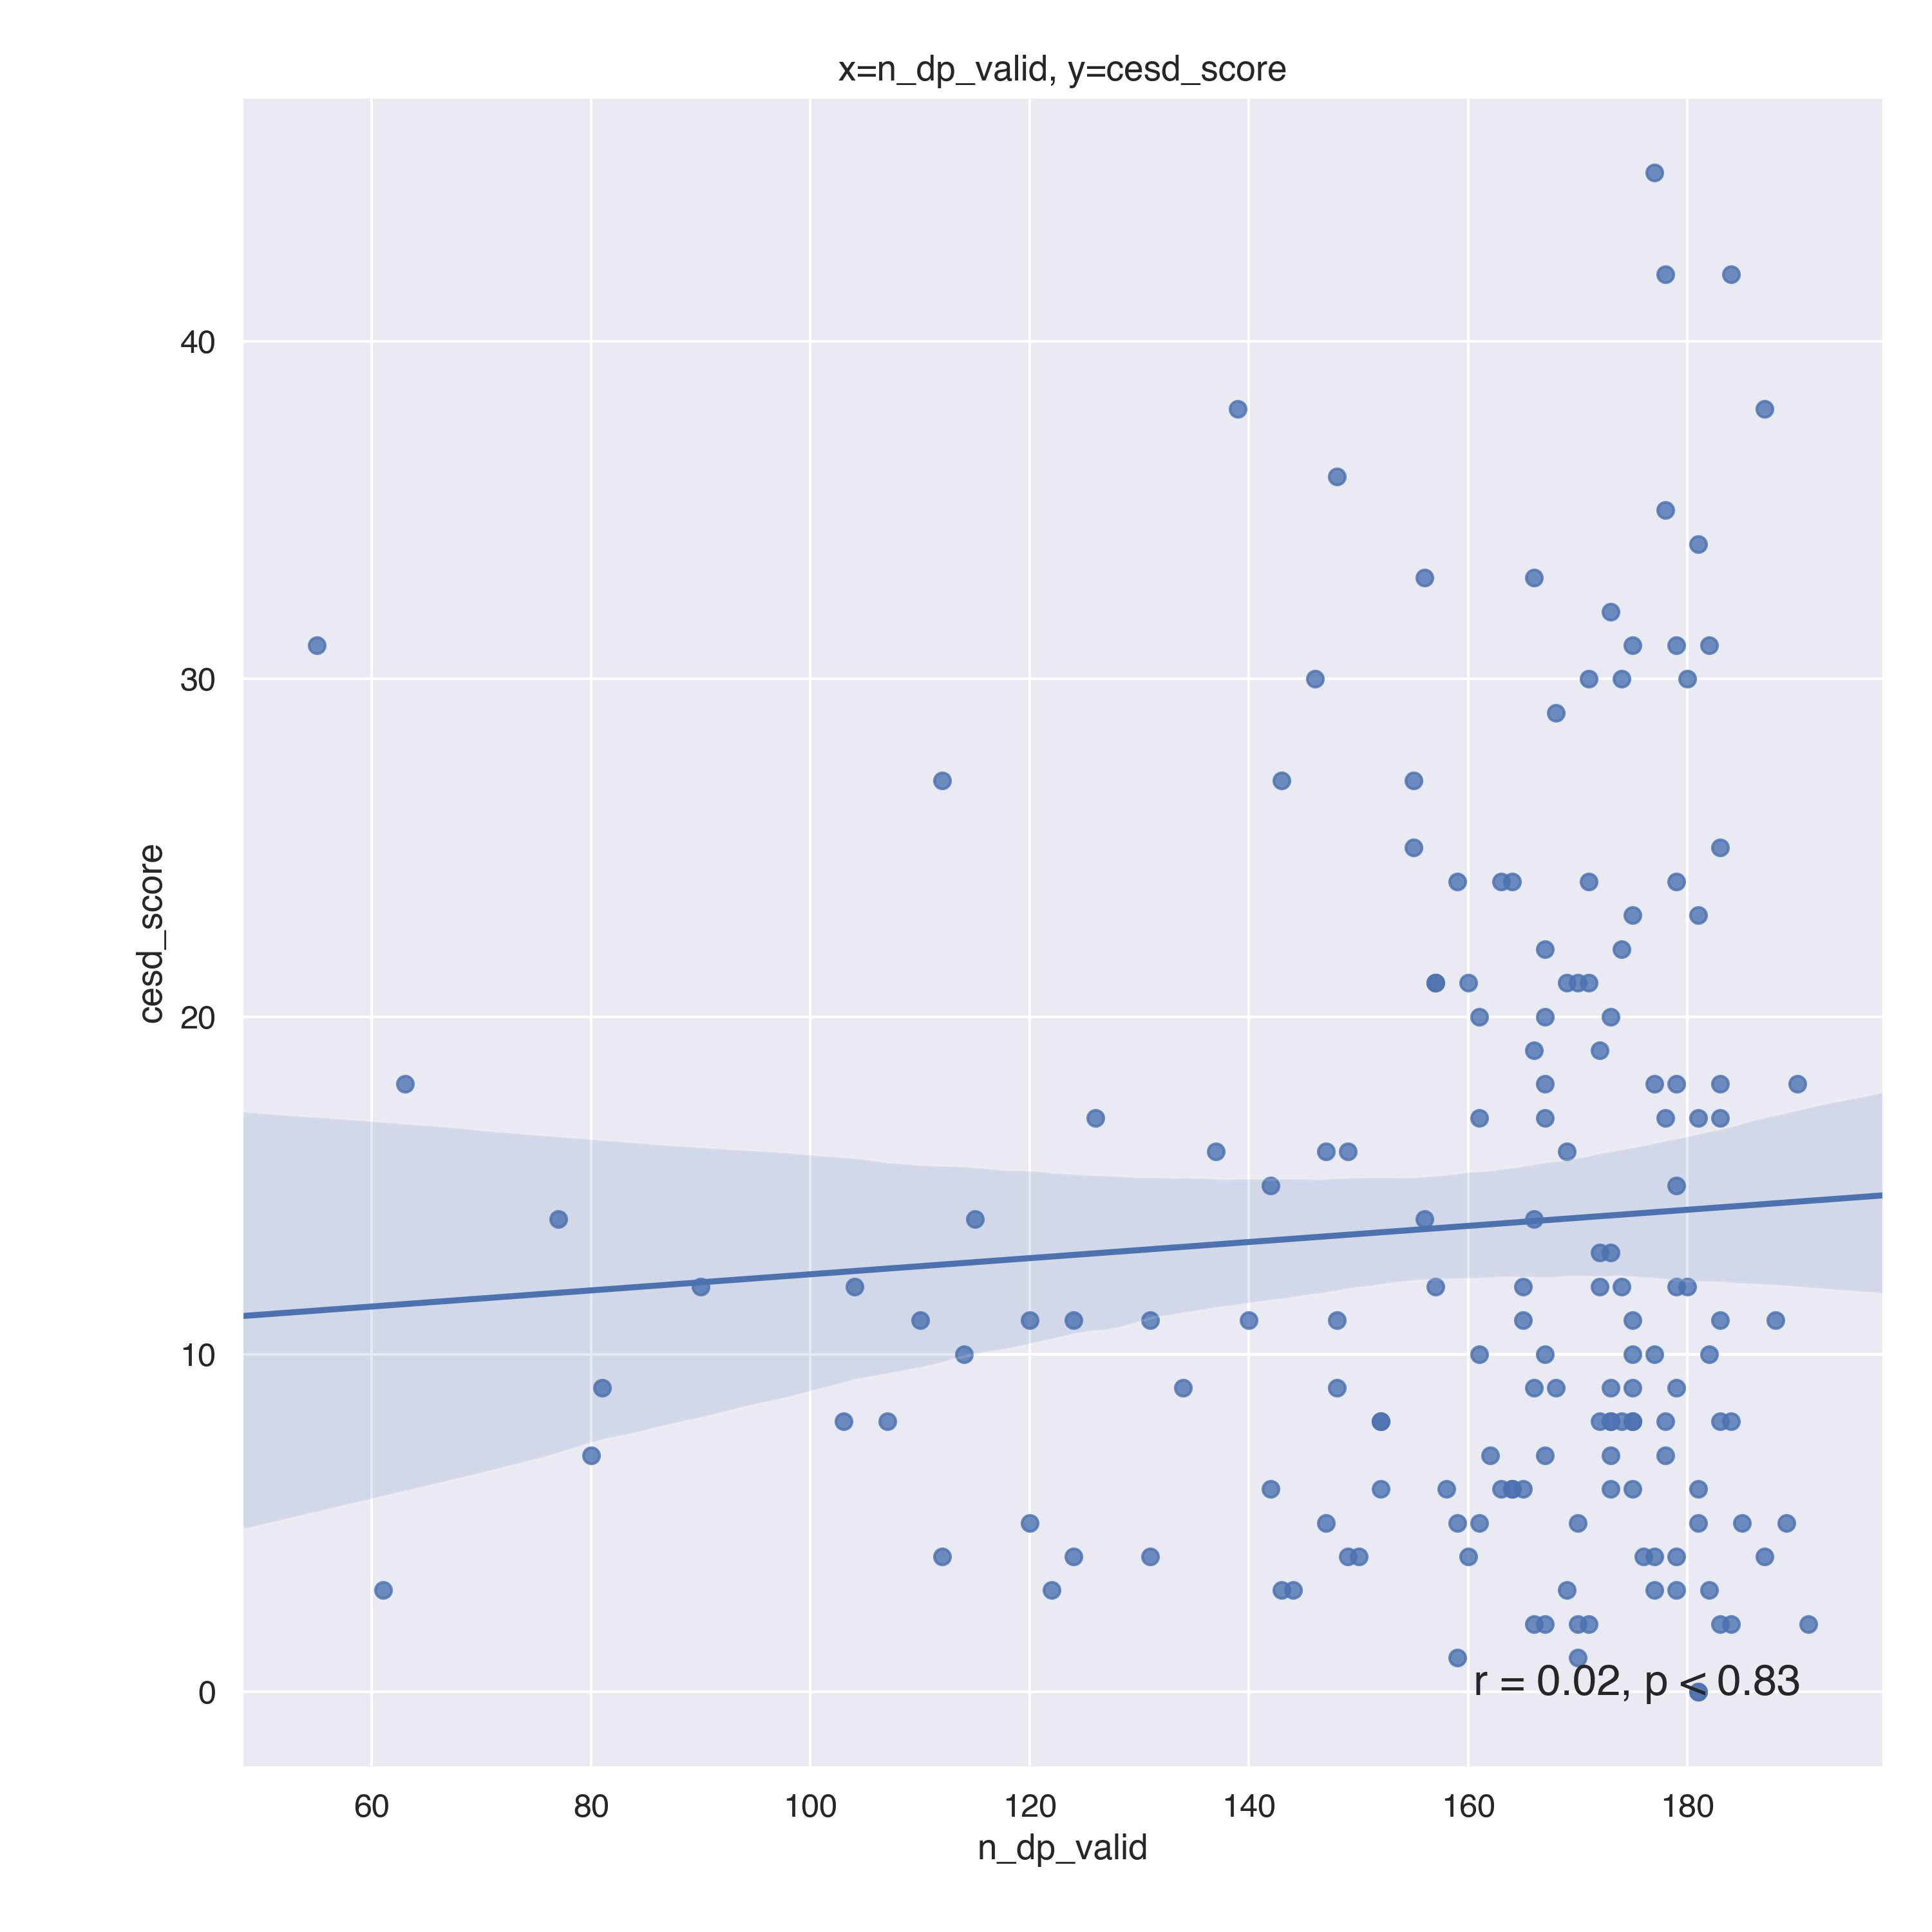 x=n_dp_valid, y=cesd_score
40
30
20
10
0
cesd_score
r = 0.02, p < 0.83
60 80 100 120 140 160 180
n_dp_valid